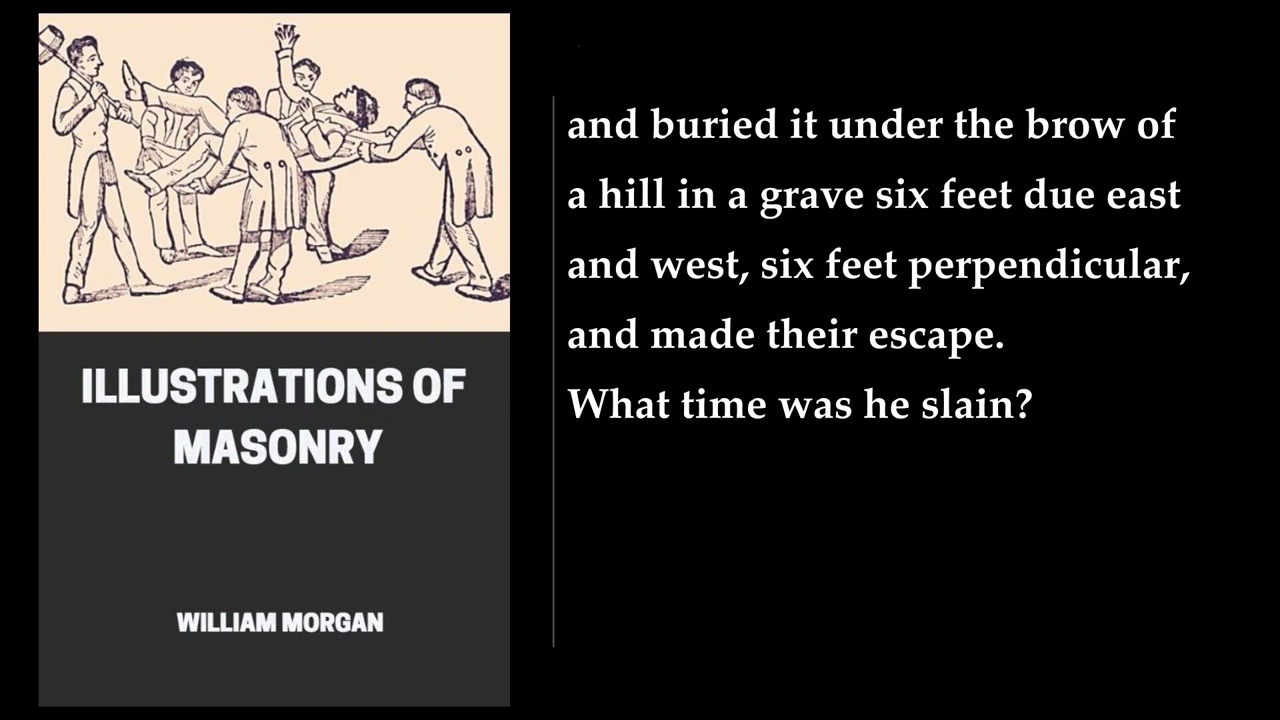 ILLUSTRATIONS OF
MASONRY
WILLIAM MORGAN
and buried it under the brow of
a hill in a grave six feet due east
and west, six feet perpendicular,
and made their escape.
What time was he slain?